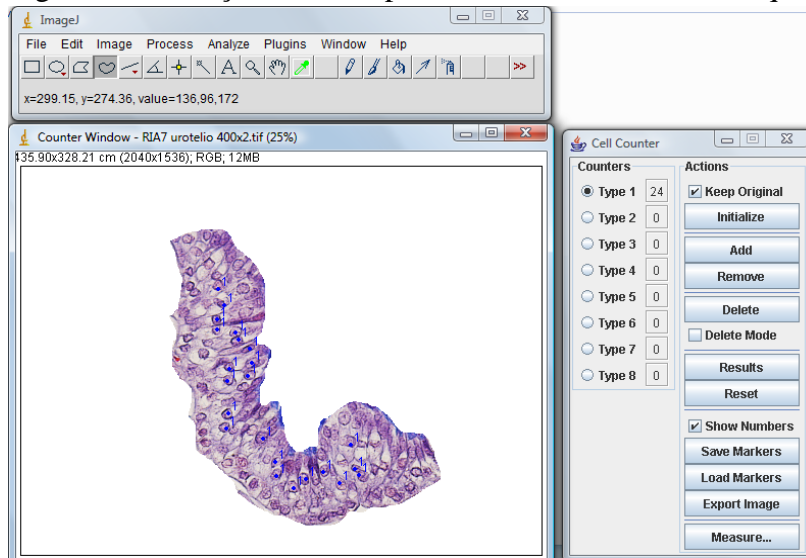 ImageJ
File Edit Image Process Analyze Plugins Window Help
A >>
x=299.15, y=274.36, value=136,96,172
Counter Window - RIA7 urotelio 400x2.tif (25%)
435.90x328.21 cm (2040x1536); RGB; 12MB
Cell Counter
Counters
Type 1 24
Type 2 0
Type 3 0
Type 4 0
Type 5 0
Type 6 0
Type 7 0
Type 8 0
Actions
Keep Original
Initialize
Add
Remove
Delete
Delete Mode
Results
Reset
Show Numbers
Save Markers
Load Markers
Export Image
Measure...